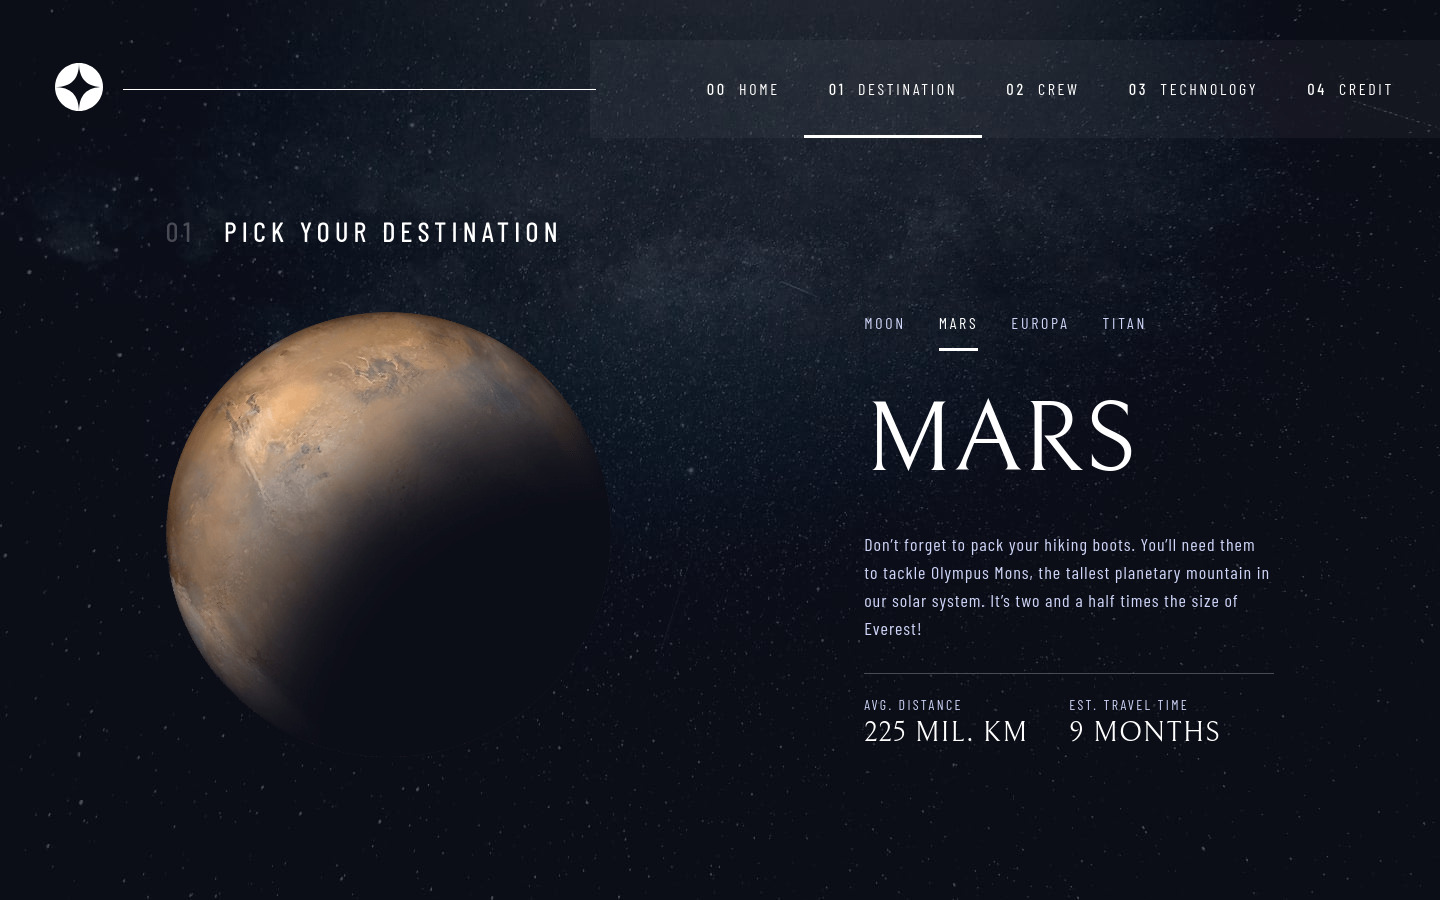 00 HOME 01 DESTINATION 02 CREW 03 TECHNOLOGY 04 CREDIT
01 PICK YOUR DESTINATION
MOON MARS EUROPA TITAN
MARS
Don’t forget to pack your hiking boots. You’ll need them
to tackle Olympus Mons, the tallest planetary mountain in
our solar system. It’s two and a half times the size of
Everest!
AVG. DISTANCE EST. TRAVEL TIME
225 MIL. KM 9 MONTHS